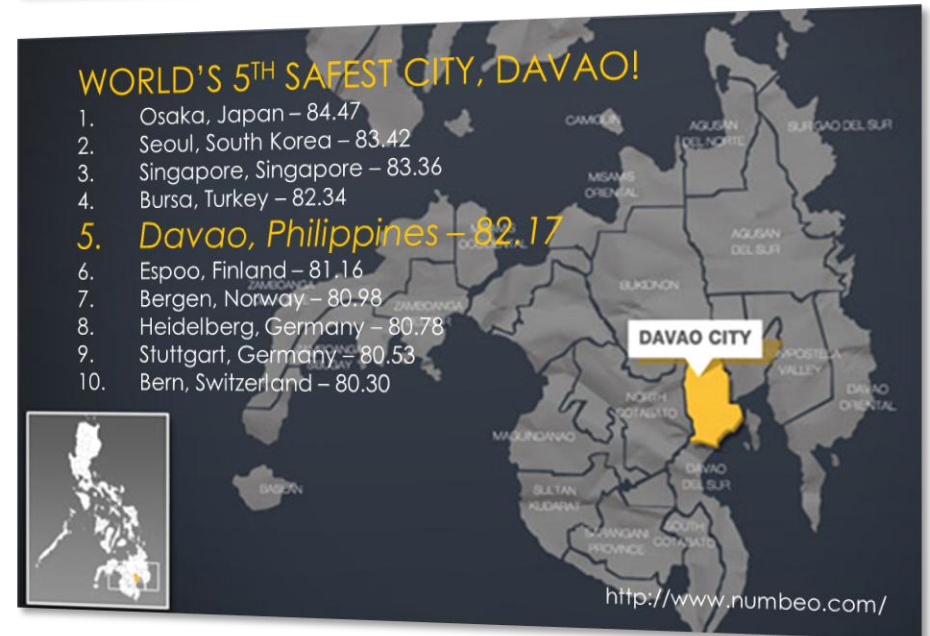 WORLD'S 5TH SAFEST CITY, DAVAO!
1. Osaka, Japan – 84.47
2. Seoul, South Korea – 83.42
3. Singapore, Singapore – 83.36
4. Bursa, Turkey – 82.34
5. Davao, Philippines – 82.17
6. Espoo, Finland – 81.16
7. Bergen, Norway – 80.98
8. Heidelberg, Germany – 80.78
9. Stuttgart, Germany – 80.53
10. Bern, Switzerland – 80.30
CAMIGUIN
AGUSAN
DEL NORTE
SURIGAO DEL SUR
MISAMIS
ORIENTAL
AGUSAN
DEL SUR
BUKIDNON
ZAMBOANGA
ZAMBOANGA
DAVAO CITY
VALLEY
DAVAO
ORIENTAL
NORTH
COTABATO
MAGUINDANAO
BASILAN
DAVAO
DEL SUR
SULTAN
KUDARAT
SARANGANI
PROVINCE
SOUTH
COTABATO
http://www.numbeo.com/